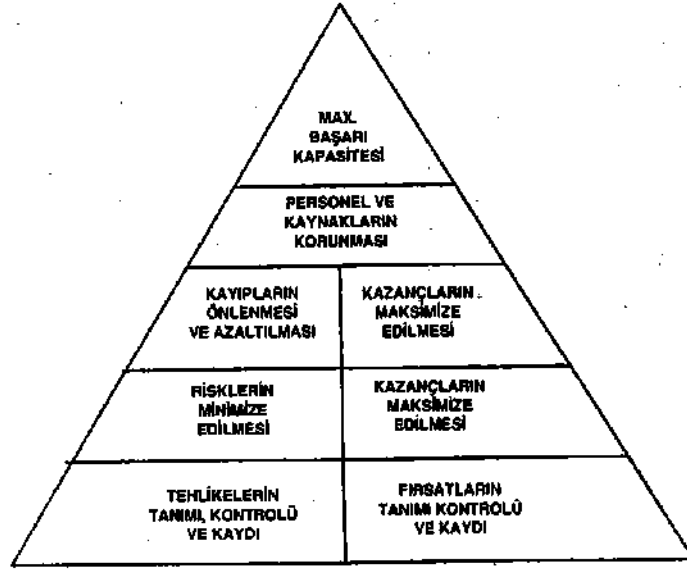 MAX.
BAŞARI
KAPASİTESİ
PERSONEL VE
KAYNAKLARIN
KORUNMASI
KAYIPLARIN
ÖNLENMESİ
VE AZALTILMASI
KAZANÇLARIN
MAKSİMİZE
EDİLMESİ
RİSKLERİN
MİNİMİZE
EDİLMESİ
KAZANÇLARIN
MAKSİMİZE
EDİLMESİ
TEHLİKELERİN
TANIMI, KONTROLÜ
VE KAYDI
FIRSATLARIN
TANIMI KONTROLÜ
VE KAYDI